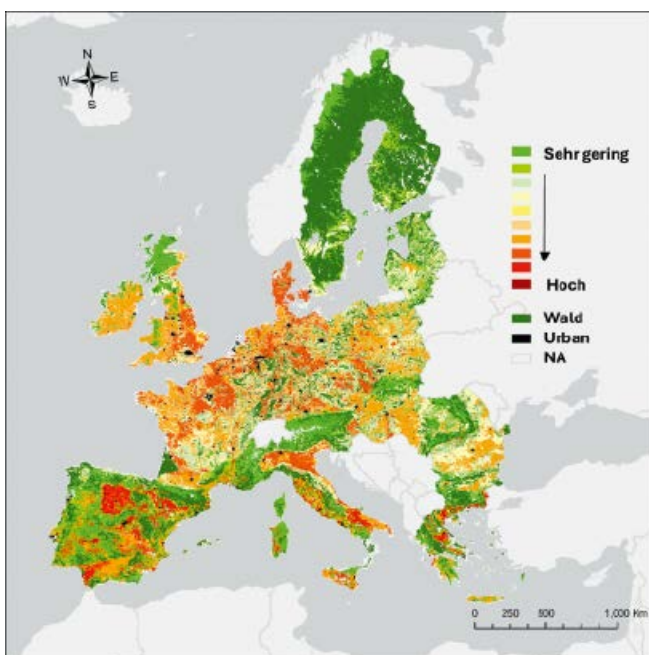 N
W E
S
Sehr gering
Hoch
Wald
Urban
NA
0 250 500 1,000 Km